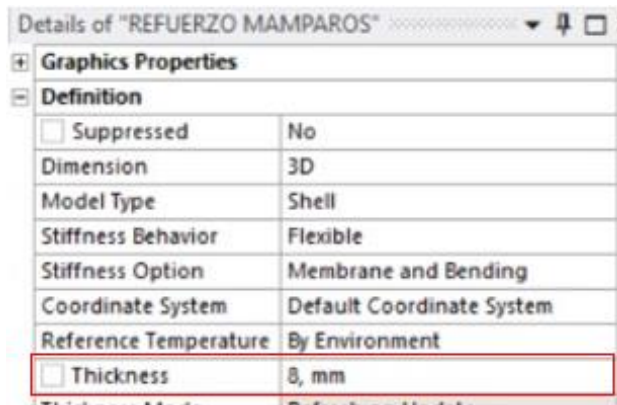 Details of "REFUERZO MAMPAROS"
Graphics Properties
Definition
Suppressed No
Dimension 3D
Model Type Shell
Stiffness Behavior Flexible
Stiffness Option Membrane and Bending
Coordinate System Default Coordinate System
Reference Temperature By Environment
Thickness 8, mm